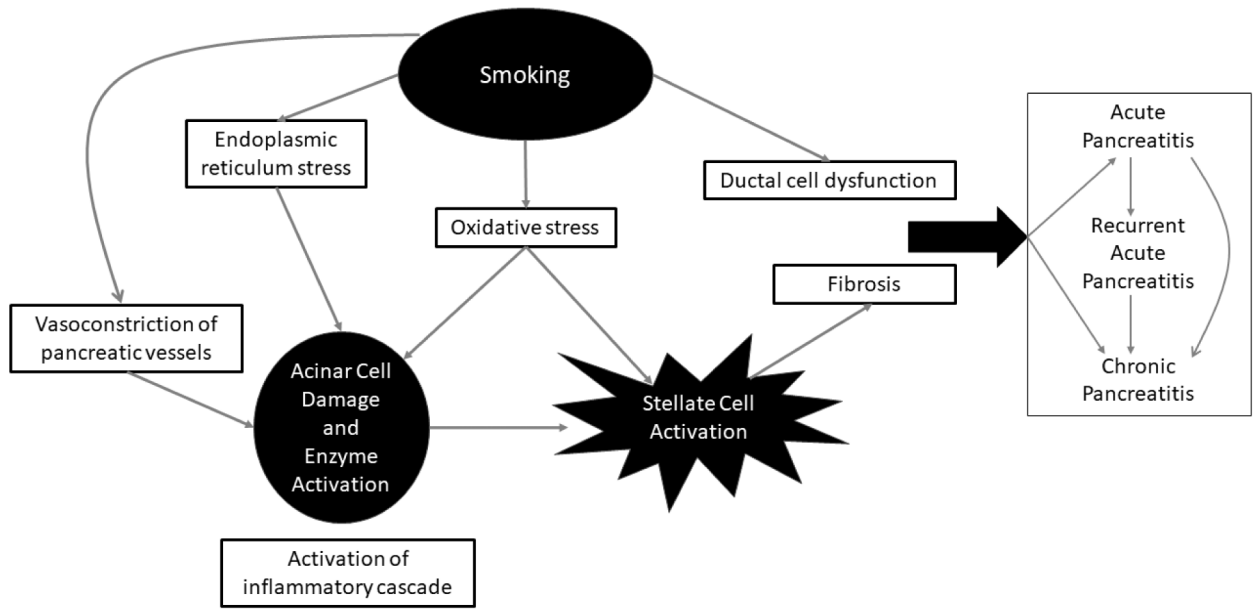 Smoking
Endoplasmic
reticulum stress
Ductal cell dysfunction
Oxidative stress
Fibrosis
Vasoconstriction of
pancreatic vessels
Acinar Cell
Damage
and
Enzyme
Activation
Stellate Cell
Activation
Activation of
inflammatory cascade
Acute
Pancreatitis
Recurrent
Acute
Pancreatitis
Chronic
Pancreatitis